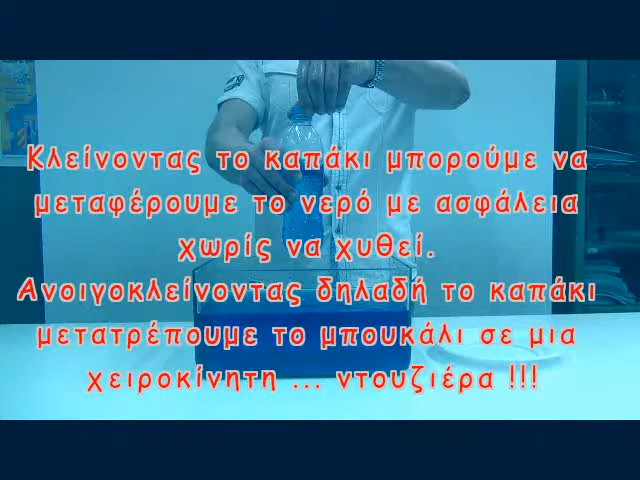 Κλείνοντας το καπάκι μπορούμε να
μεταφέρουμε το νερό με ασφάλεια
χωρίς να χυθεί.
Ανοιγοκλείνοντας δηλαδή το καπάκι
μετατρέπουμε το μπουκάλι σε μια
χειροκίνητη ... ντουζιέρα !!!